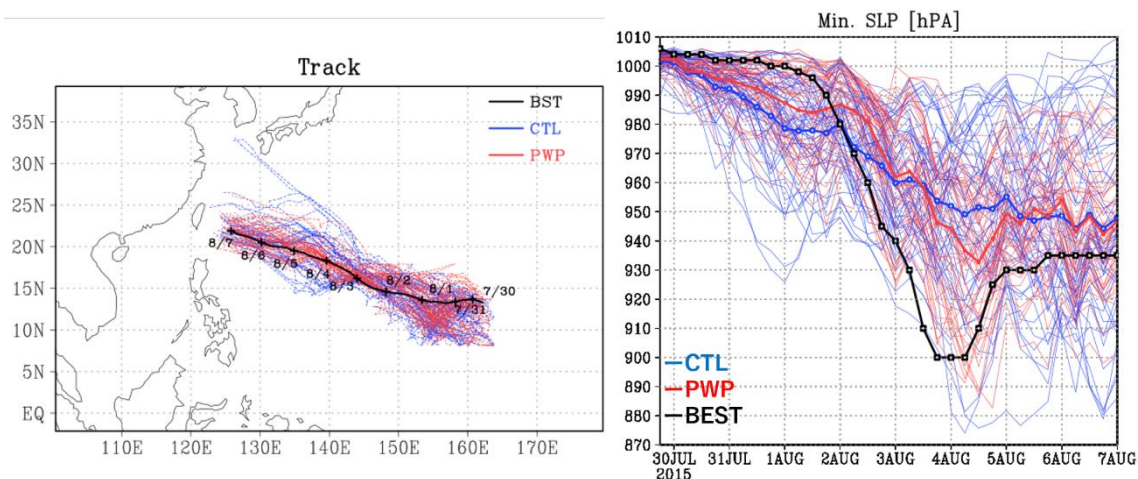 Track
BST
CTL
PWP
35N
30N
25N
20N
15N
10N
5N
EQ
8/7
8/6
8/5
8/4
8/3
8/2
8/1
7/31
7/30
110E 120E 130E 140E 150E 160E 170E
Min. SLP [hPA]
1010
1000
990
980
970
960
950
940
930
920
910
900
890
880
870
CTL
PWP
BEST
30JUL 31JUL 1AUG 2AUG 3AUG 4AUG 5AUG 6AUG 7AUG
2015